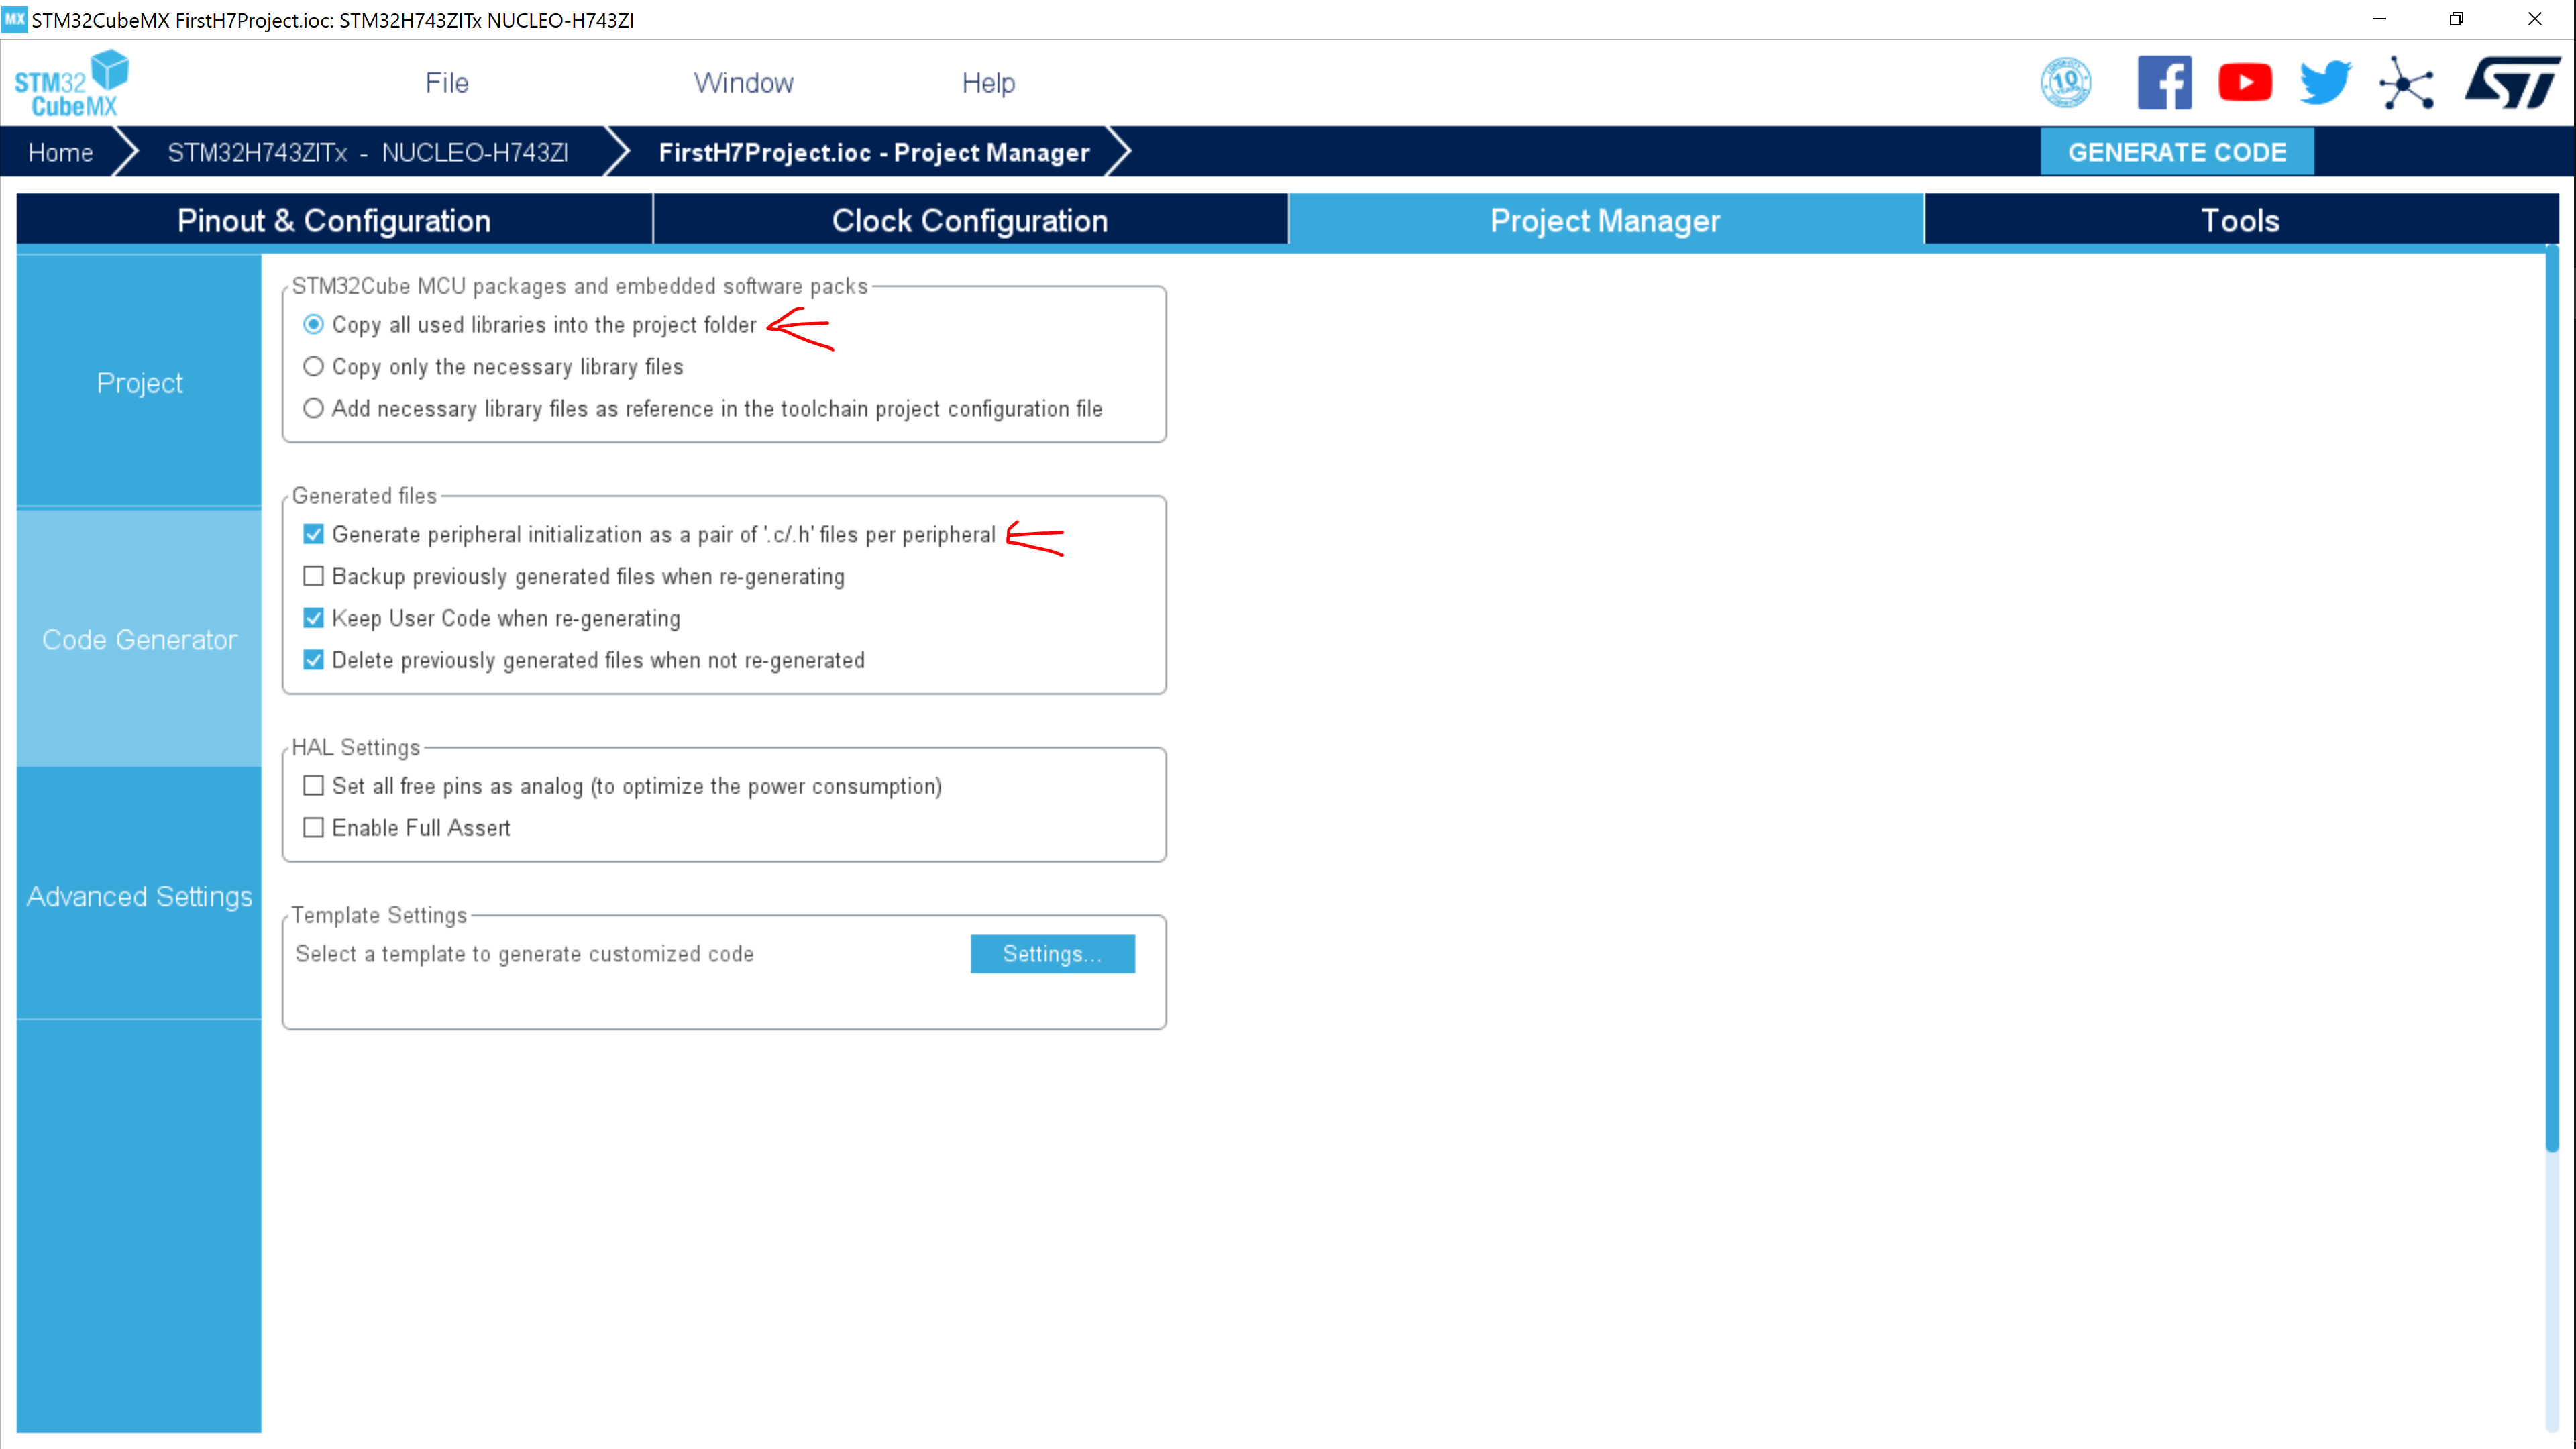 MX STM32CubeMX FirstH7Project.ioc: STM32H743ZITx NUCLEO-H743ZI
STM32
CubeMX
File
Window
Help
10
Home
STM32H743ZITx - NUCLEO-H743ZI
FirstH7Project.ioc - Project Manager
GENERATE CODE
Pinout & Configuration
Clock Configuration
Project Manager
Tools
Project
Code Generator
Advanced Settings
STM32Cube MCU packages and embedded software packs
Copy all used libraries into the project folder
Copy only the necessary library files
Add necessary library files as reference in the toolchain project configuration file
Generated files
Generate peripheral initialization as a pair of '.c/.h' files per peripheral
Backup previously generated files when re-generating
Keep User Code when re-generating
Delete previously generated files when not re-generated
HAL Settings
Set all free pins as analog (to optimize the power consumption)
Enable Full Assert
Template Settings
Select a template to generate customized code
Settings...